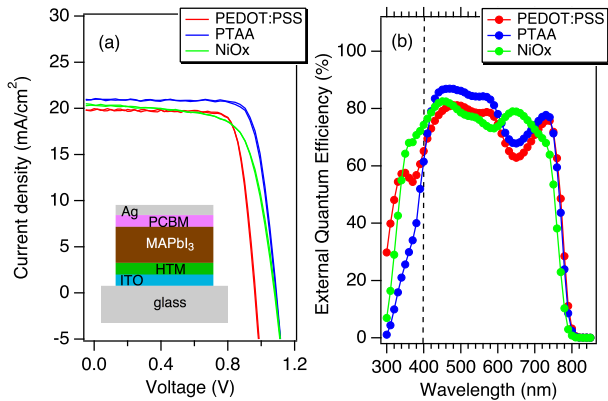 PEDOT:PSS
PTAA
NiOx
(a)
30
25
20
15
10
5
0
-5
Current density (mA/cm²)
Ag
PCBM
MAPbI₃
HTM
ITO
glass
0.0
0.4
0.8
1.2
Voltage (V)
PEDOT:PSS
PTAA
NiOx
(b)
100
80
60
40
20
0
External Quantum Efficiency (%)
300
400
500
600
700
800
Wavelength (nm)